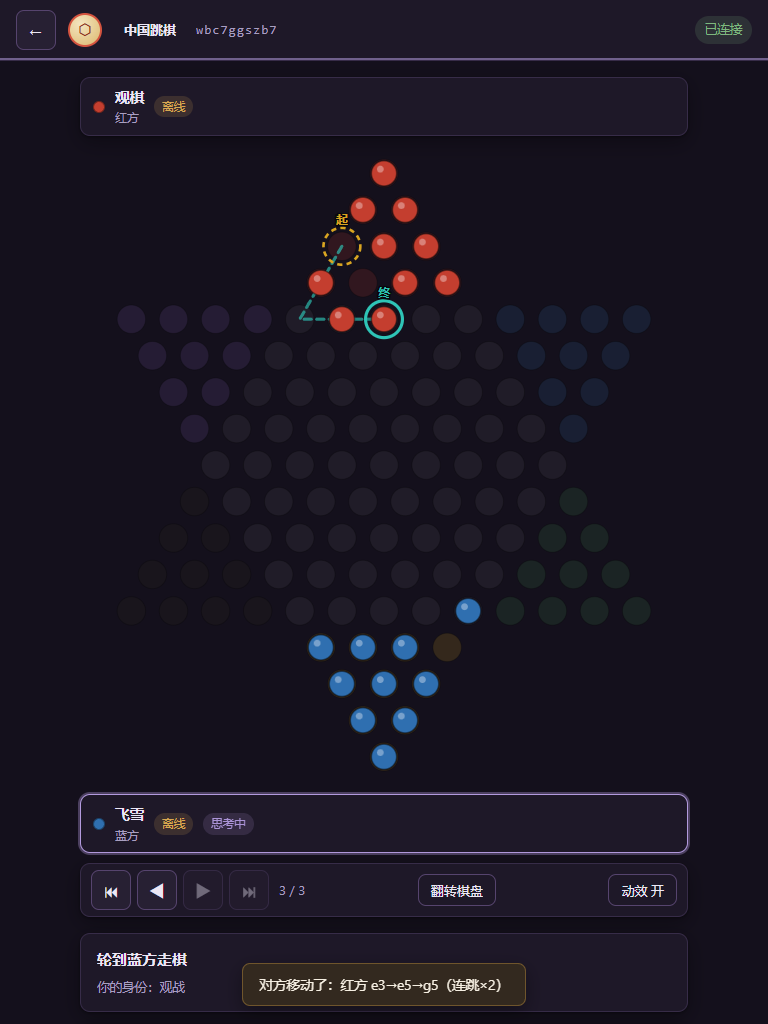 ← 中国跳棋 wbc7ggszb7 已连接
观棋 离线
红方
起
终
飞雪 离线 思考中
蓝方
3 / 3 翻转棋盘 动效 开
轮到蓝方走棋
你的身份：观战
对方移动了：红方 e3→e5→g5（连跳×2）